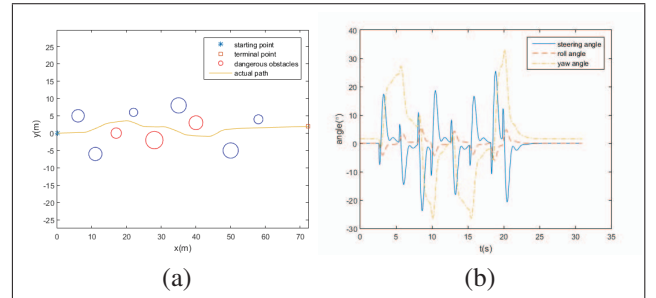 starting point
terminal point
dangerous obstacles
actual path
25
20
15
10
5
0
-5
-10
-15
-20
-25
y(m)
0 10 20 30 40 50 60 70
x(m)
(a)
steering angle
roll angle
yaw angle
40
30
20
10
0
-10
-20
-30
angle(°)
0 5 10 15 20 25 30 35
t(s)
(b)